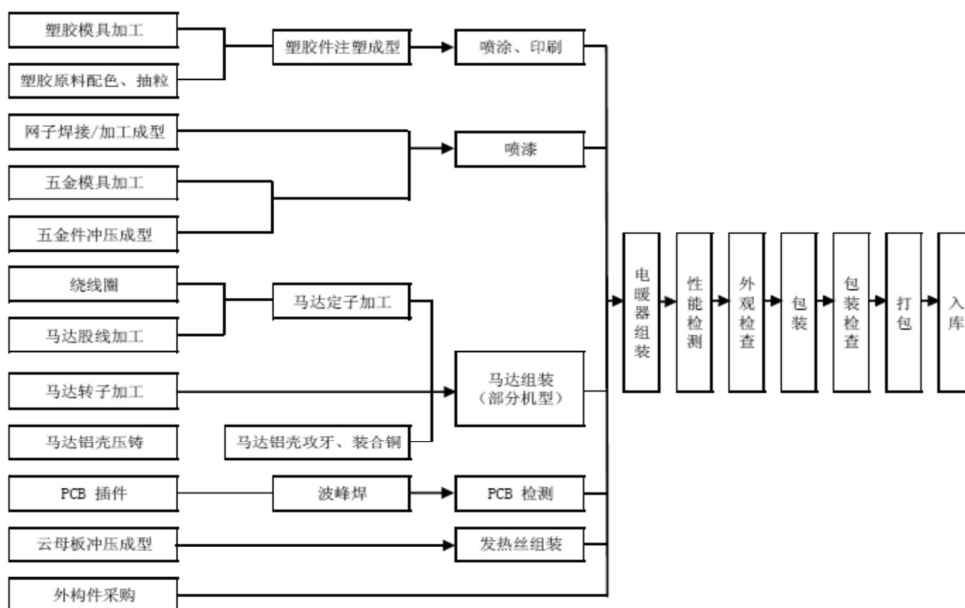 塑胶模具加工
塑胶件注塑成型
喷涂、印刷
塑胶原料配色、抽粒
网子焊接/加工成型
喷漆
五金模具加工
五金件冲压成型
绕线圈
马达定子加工
马达股线加工
马达转子加工
马达组装
（部分机型）
马达铝壳压铸
马达铝壳攻牙、装合铜
PCB 插件
波峰焊
PCB 检测
云母板冲压成型
发热丝组装
外构件采购
电暖器组装
性能检测
外观检查
包装
包装检查
打包
入库